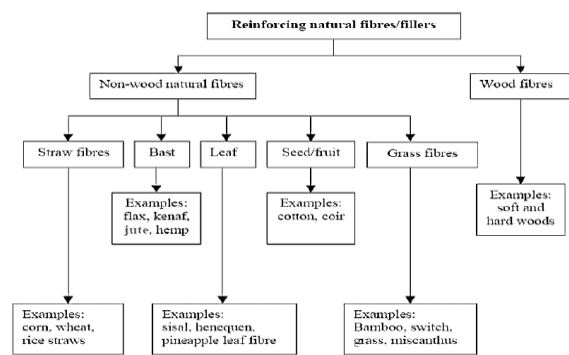 Reinforcing natural fibres/fillers
Non-wood natural fibres
Wood fibres
Straw fibres
Bast
Leaf
Seed/fruit
Grass fibres
Examples:
flax, kenaf,
jute, hemp
Examples:
cotton, coir
Examples:
soft and
hard woods
Examples:
corn, wheat,
rice straws
Examples:
sisal, henequen,
pineapple leaf fibre
Examples:
Bamboo, switch,
grass, miscanthus